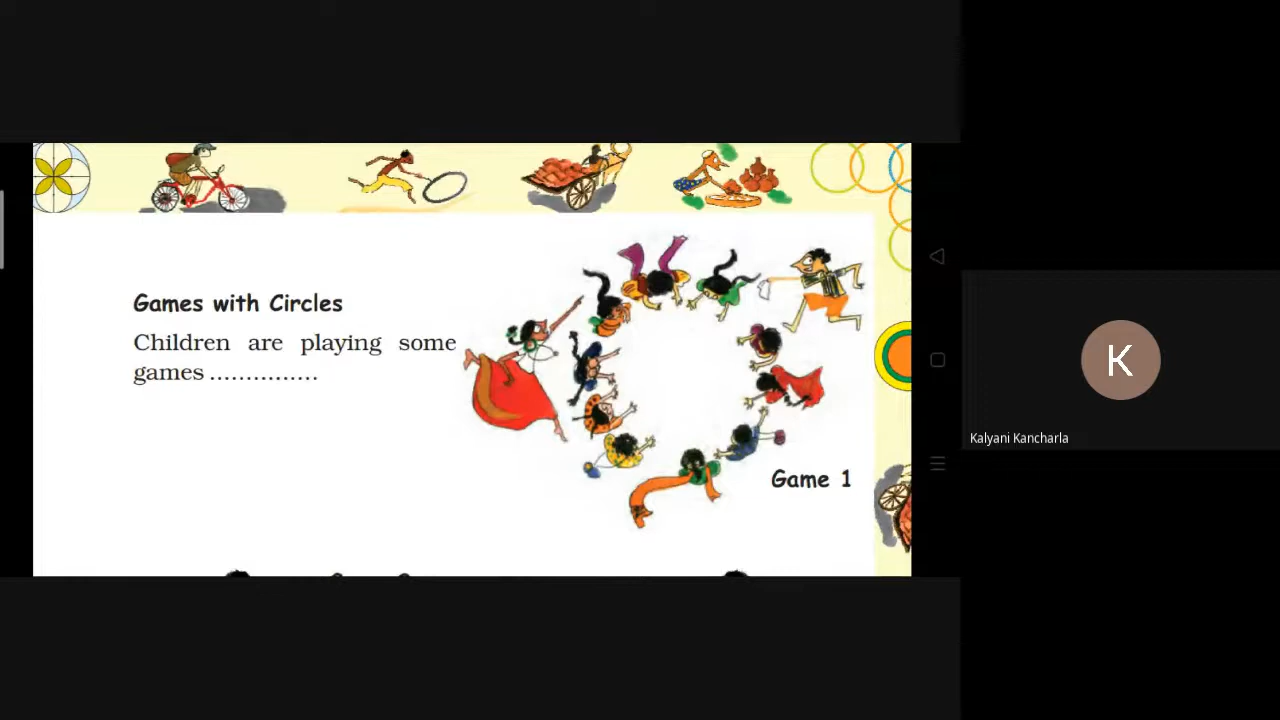 Games with Circles
Children are playing some
games ...............
Game 1
K
Kalyani Kancharla